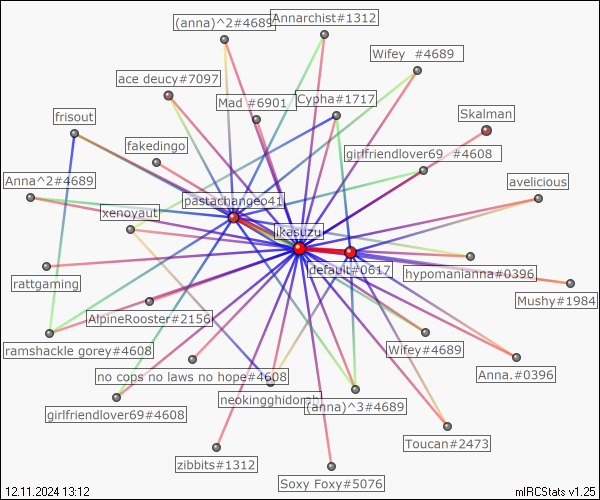 (anna)^2#4689
Annarchist#1312
Wifey  #4689
ace deucy#7097
Mad #6901
Cypha#1717
Skalman
frisout
fakedingo
girlfriendlover69  #4608
Anna^2#4689
avelicious
pastachangeo41
xenoyaut
ikasuzu
default#0617
hypomanianna#0396
rattgaming
Mushy#1984
AlpineRooster#2156
ramshackle gorey#4608
Wifey#4689
no cops no laws no hope#4608
Anna.#0396
neokingghidorah
(anna)^3#4689
girlfriendlover69#4608
Toucan#2473
zibbits#1312
Soxy Foxy#5076
12.11.2024 13:12
mIRCStats v1.25